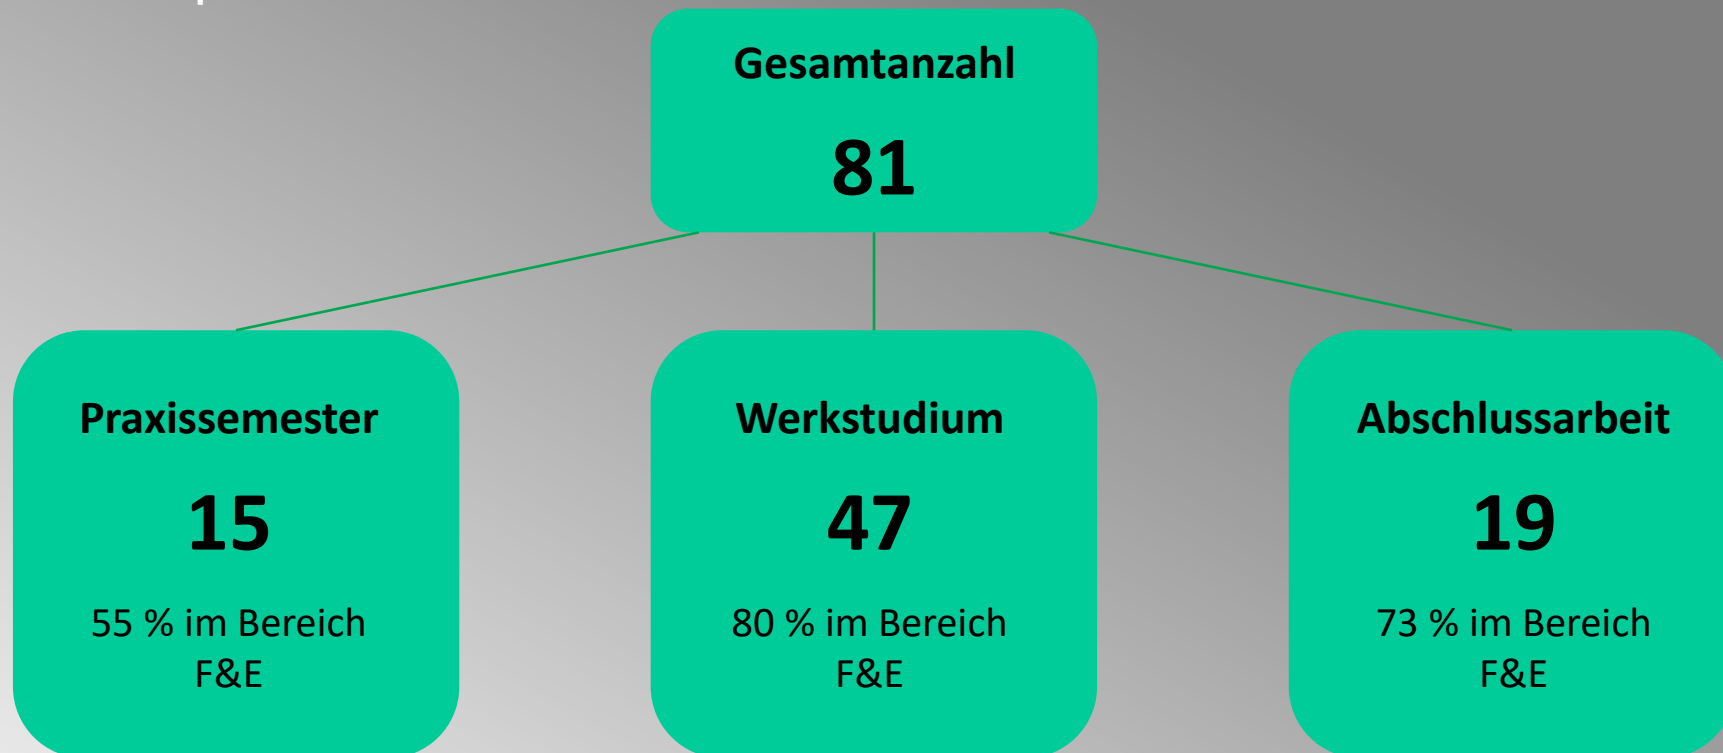 Gesamtanzahl
81
Praxissemester
15
55 % im Bereich
F&E
Werkstudium
47
80 % im Bereich
F&E
Abschlussarbeit
19
73 % im Bereich
F&E